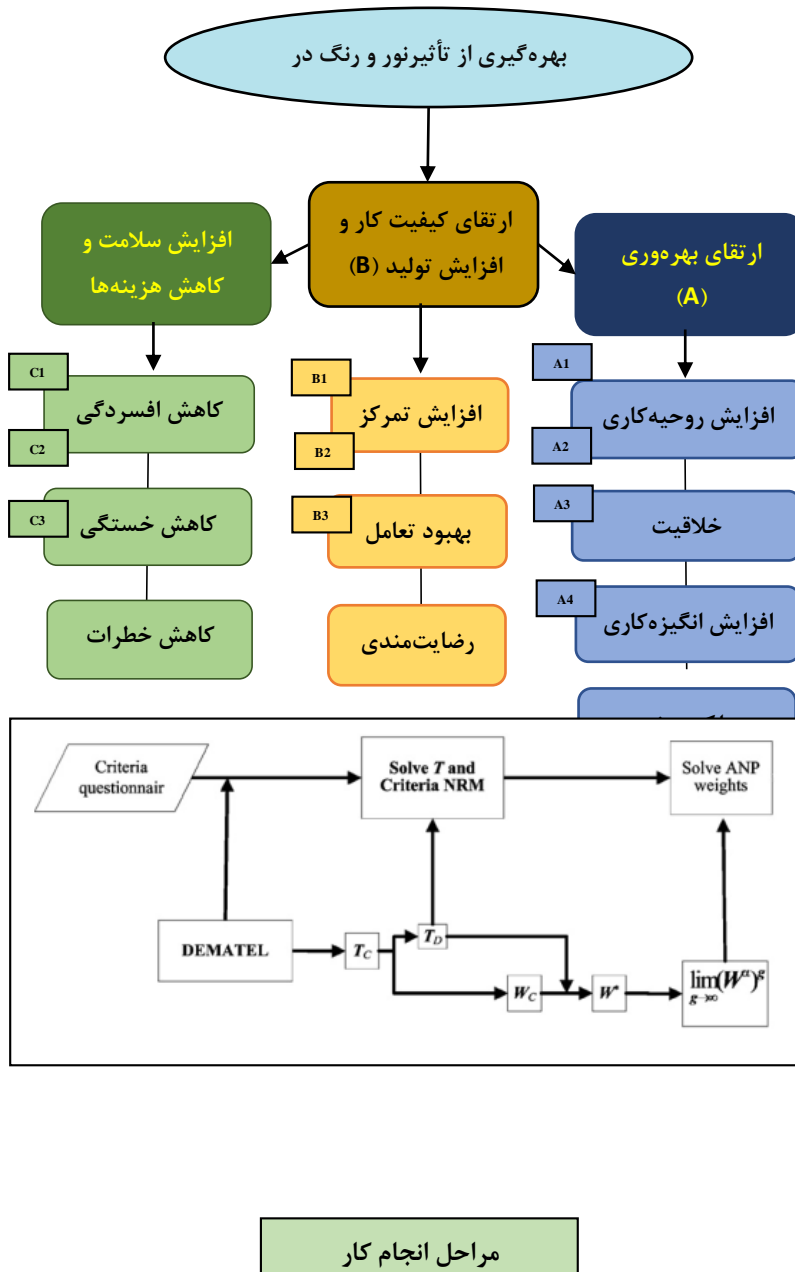 بهره‌گیری از تأثیرنور و رنگ در
ارتقای بهره‌وری
(A)
ارتقای کیفیت کار و
افزایش تولید (B)
افزایش سلامت و
کاهش هزینه‌ها
A1
افزایش روحیه‌کاری
A2
A3
خلاقیت
A4
افزایش انگیزه‌کاری
B1
افزایش تمرکز
B2
B3
بهبود تعامل
رضایت‌مندی
C1
کاهش افسردگی
C2
C3
کاهش خستگی
کاهش خطرات
Criteria
questionnair
Solve T and
Criteria NRM
Solve ANP
weights
DEMATEL
T_C
T_D
W_C
W*
lim(W^α)^g
g→∞
مراحل انجام کار